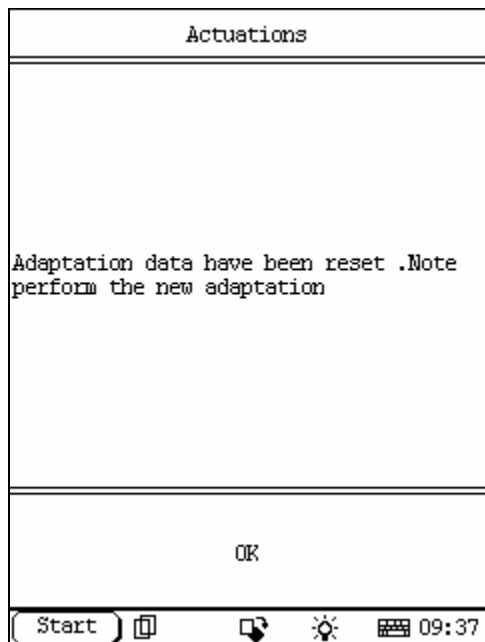 Actuations
Adaptation data have been reset .Note
perform the new adaptation
OK
Start 09:37